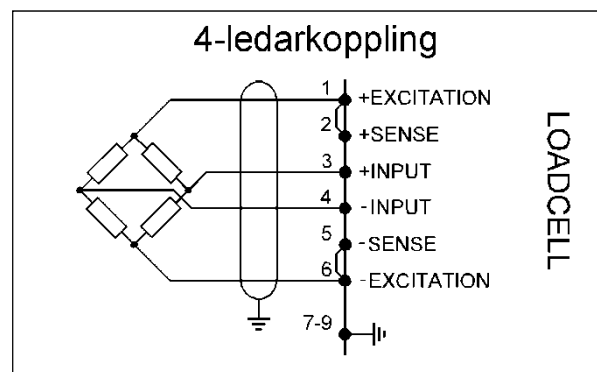 4-ledarkoppling
1 +EXCITATION
2 +SENSE
3 +INPUT
4 -INPUT
5 -SENSE
6 -EXCITATION
7-9
LOADCELL